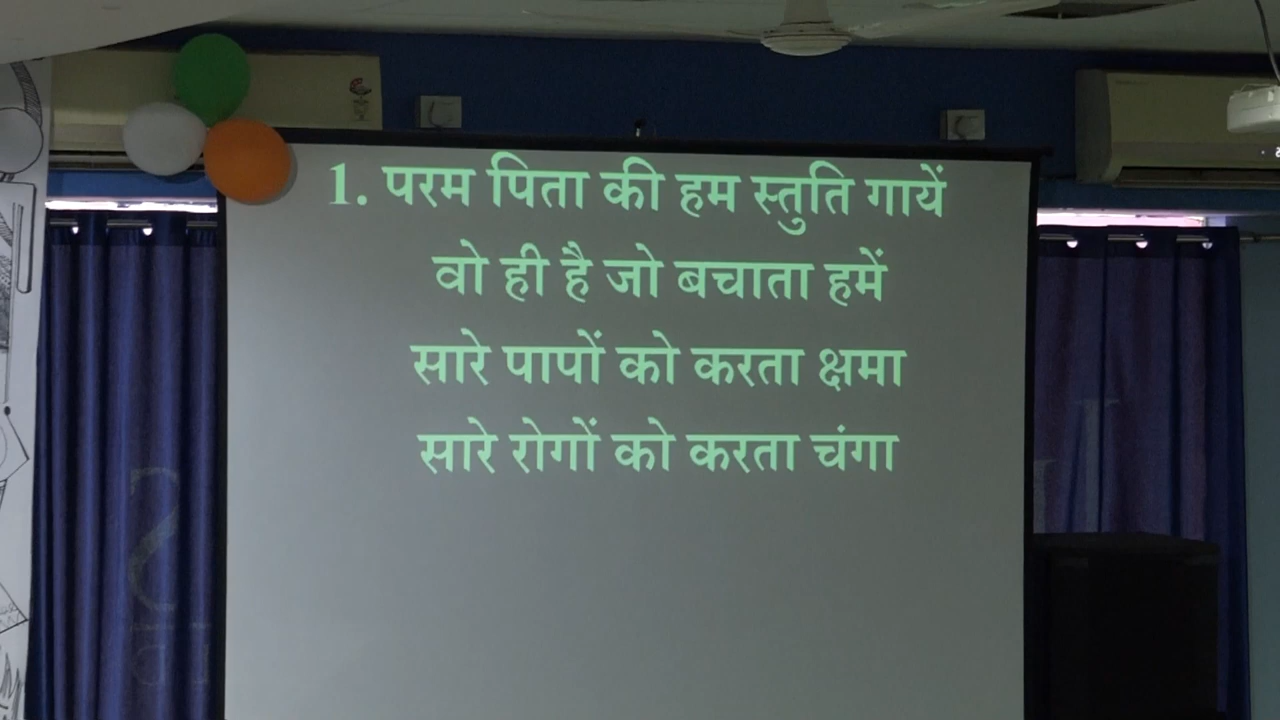 1. परम पिता की हम स्तुति गायें
वो ही है जो बचाता हमें
सारे पापों को करता क्षमा
सारे रोगों को करता चंगा